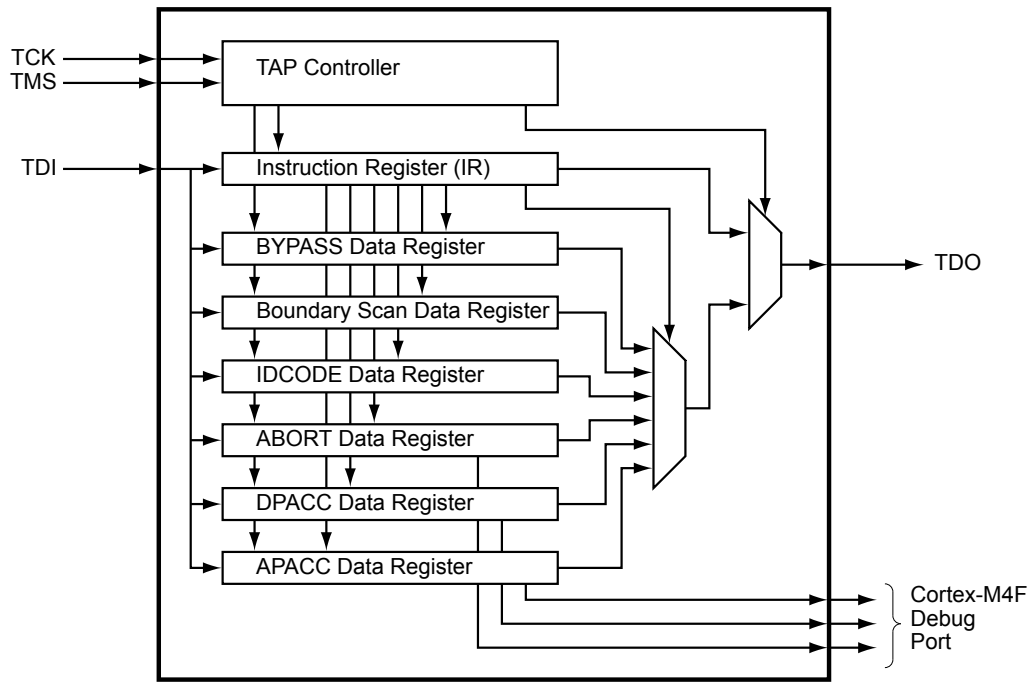 TCK
TMS
TAP Controller
TDI
Instruction Register (IR)
BYPASS Data Register
TDO
Boundary Scan Data Register
IDCODE Data Register
ABORT Data Register
DPACC Data Register
APACC Data Register
Cortex-M4F
Debug
Port